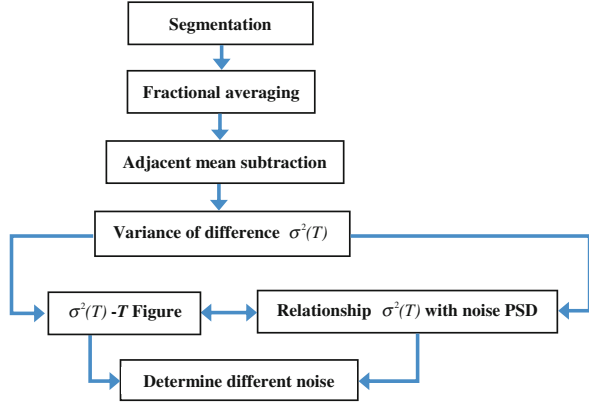 Segmentation
Fractional averaging
Adjacent mean subtraction
Variance of difference σ²(T)
σ²(T) -T Figure
Relationship σ²(T) with noise PSD
Determine different noise